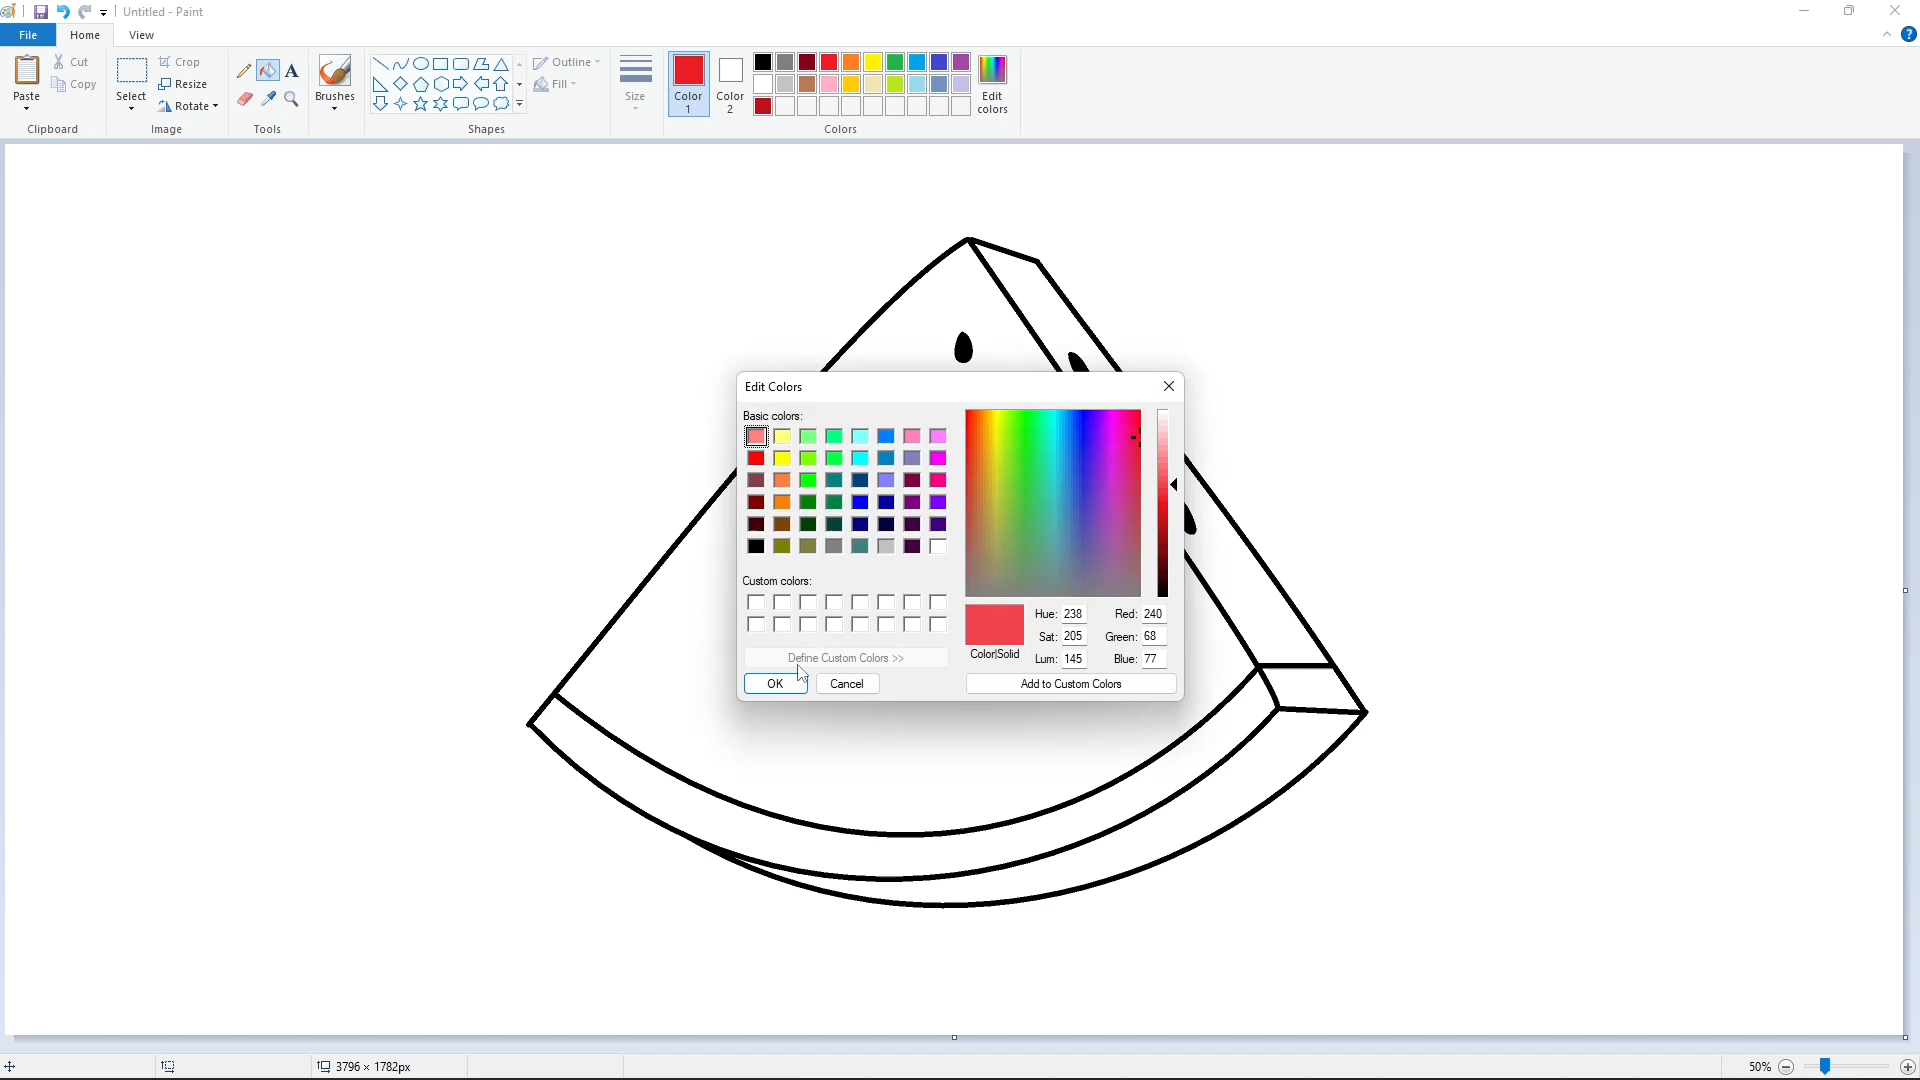 Untitled - Paint
File Home View
Paste
Cut
Copy
Clipboard
Select
Crop
Resize
Rotate
Image
A
Tools
Brushes
Shapes
Outline
Fill
Size
Color 1
Color 2
Edit colors
Colors
?
Edit Colors
Basic colors:
Custom colors:
Define Custom Colors >>
OK Cancel
Color|Solid
Hue: 238 Red: 240
Sat: 205 Green: 68
Lum: 145 Blue: 77
Add to Custom Colors
3796 × 1782px
50%